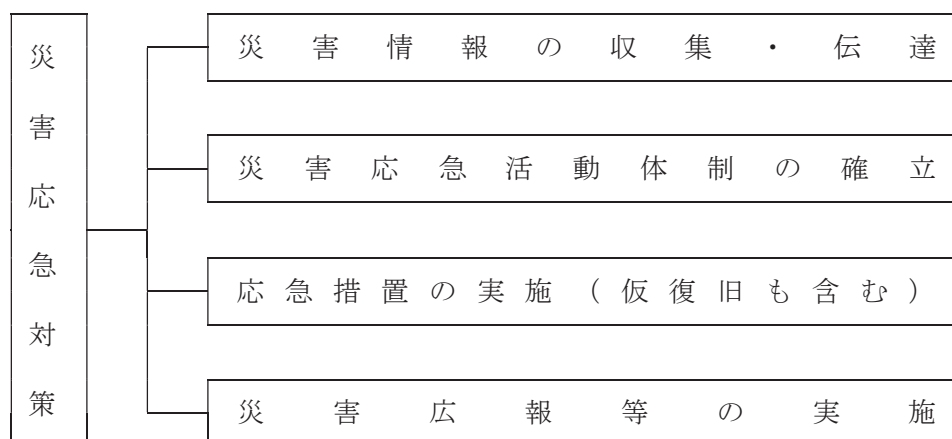 災害応急対策
災害情報の収集・伝達
災害応急活動体制の確立
応急措置の実施(仮復旧も含む)
災害広報等の実施